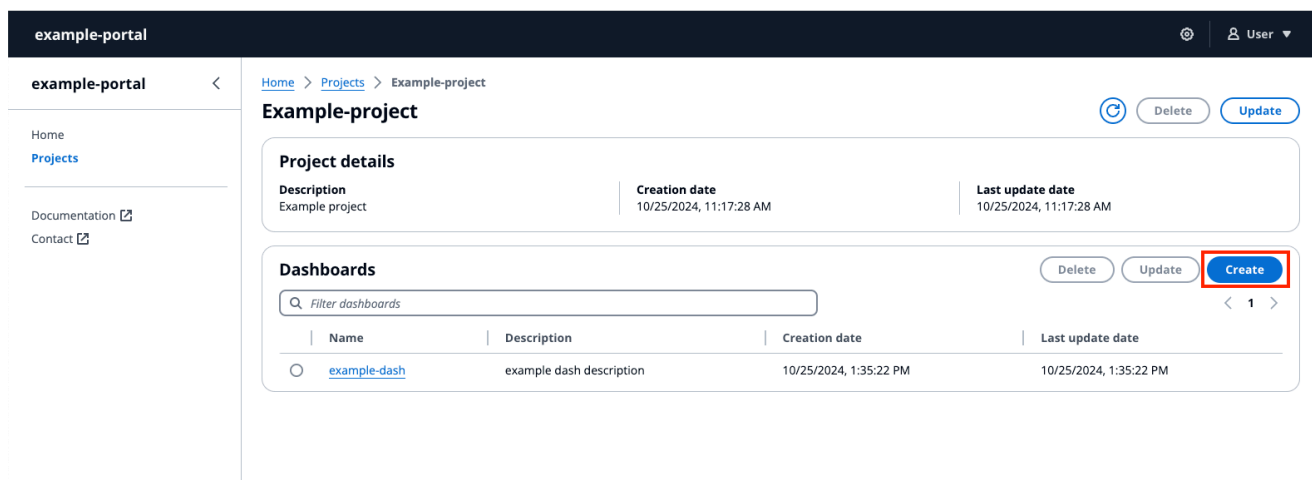 example-portal
User
example-portal
Home
Projects
Documentation
Contact
Home > Projects > Example-project
Example-project
Delete Update
Project details
Description Creation date Last update date
Example project 10/25/2024, 11:17:28 AM 10/25/2024, 11:17:28 AM
Dashboards
Delete Update Create
Filter dashboards
1
Name Description Creation date Last update date
example-dash example dash description 10/25/2024, 1:35:22 PM 10/25/2024, 1:35:22 PM